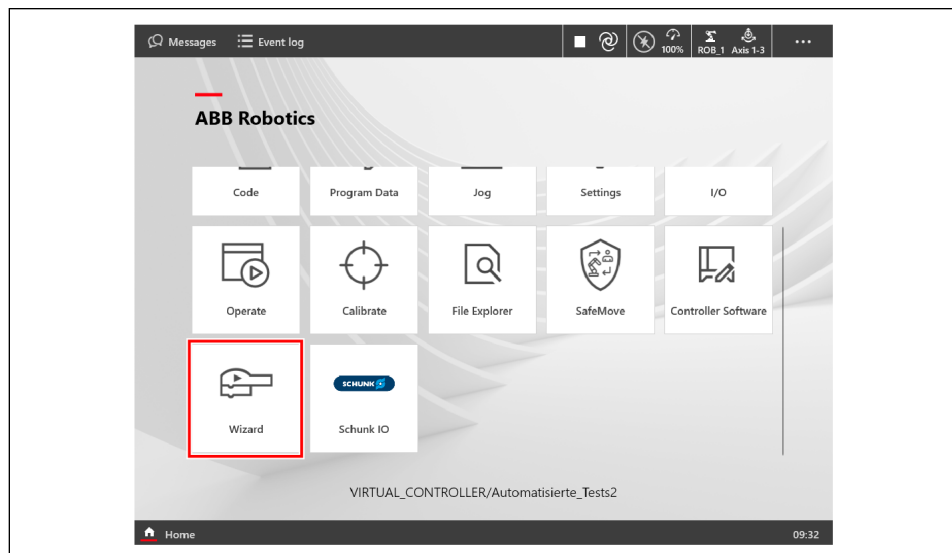 Messages Event log 100% ROB_1 Axis 1-3 ...
ABB Robotics
Code Program Data Jog Settings I/O
Operate Calibrate File Explorer SafeMove Controller Software
SCHUNK
Wizard Schunk IO
VIRTUAL_CONTROLLER/Automatisierte_Tests2
Home 09:32